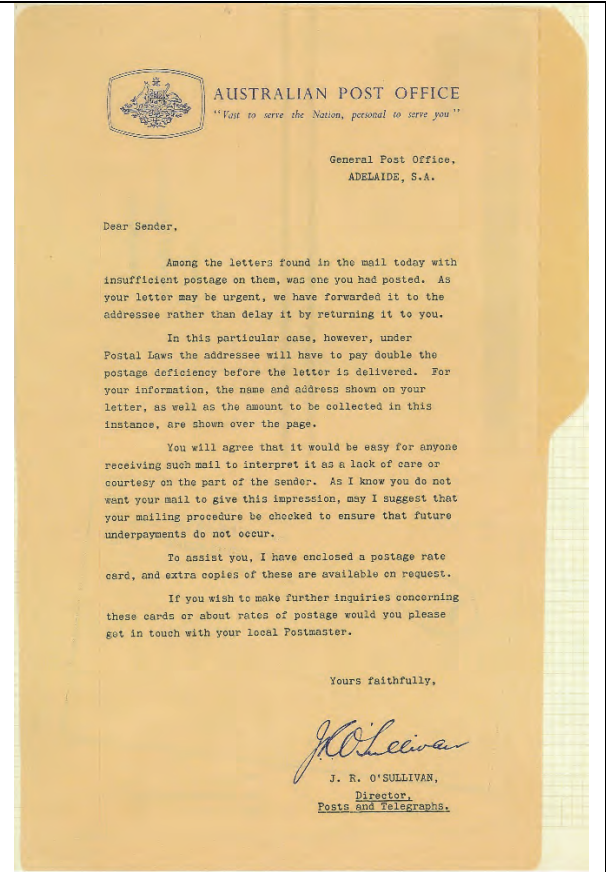 AUSTRALIAN POST OFFICE
"Vast to serve the Nation, personal to serve you"
General Post Office,
ADELAIDE, S.A.
Dear Sender,
Among the letters found in the mail today with
insufficient postage on them, was one you had posted. As
your letter may be urgent, we have forwarded it to the
addressee rather than delay it by returning it to you.
In this particular case, however, under
Postal Laws the addressee will have to pay double the
postage deficiency before the letter is delivered. For
your information, the name and address shown on your
letter, as well as the amount to be collected in this
instance, are shown over the page.
You will agree that it would be easy for anyone
receiving such mail to interpret it as a lack of care or
courtesy on the part of the sender. As I know you do not
want your mail to give this impression, may I suggest that
your mailing procedure be checked to ensure that future
underpayments do not occur.
To assist you, I have enclosed a postage rate
card, and extra copies of these are available on request.
If you wish to make further inquiries concerning
these cards or about rates of postage would you please
get in touch with your local Postmaster.
Yours faithfully,
J R O'Sullivan
J. R. O'SULLIVAN,
Director,
Posts and Telegraphs.